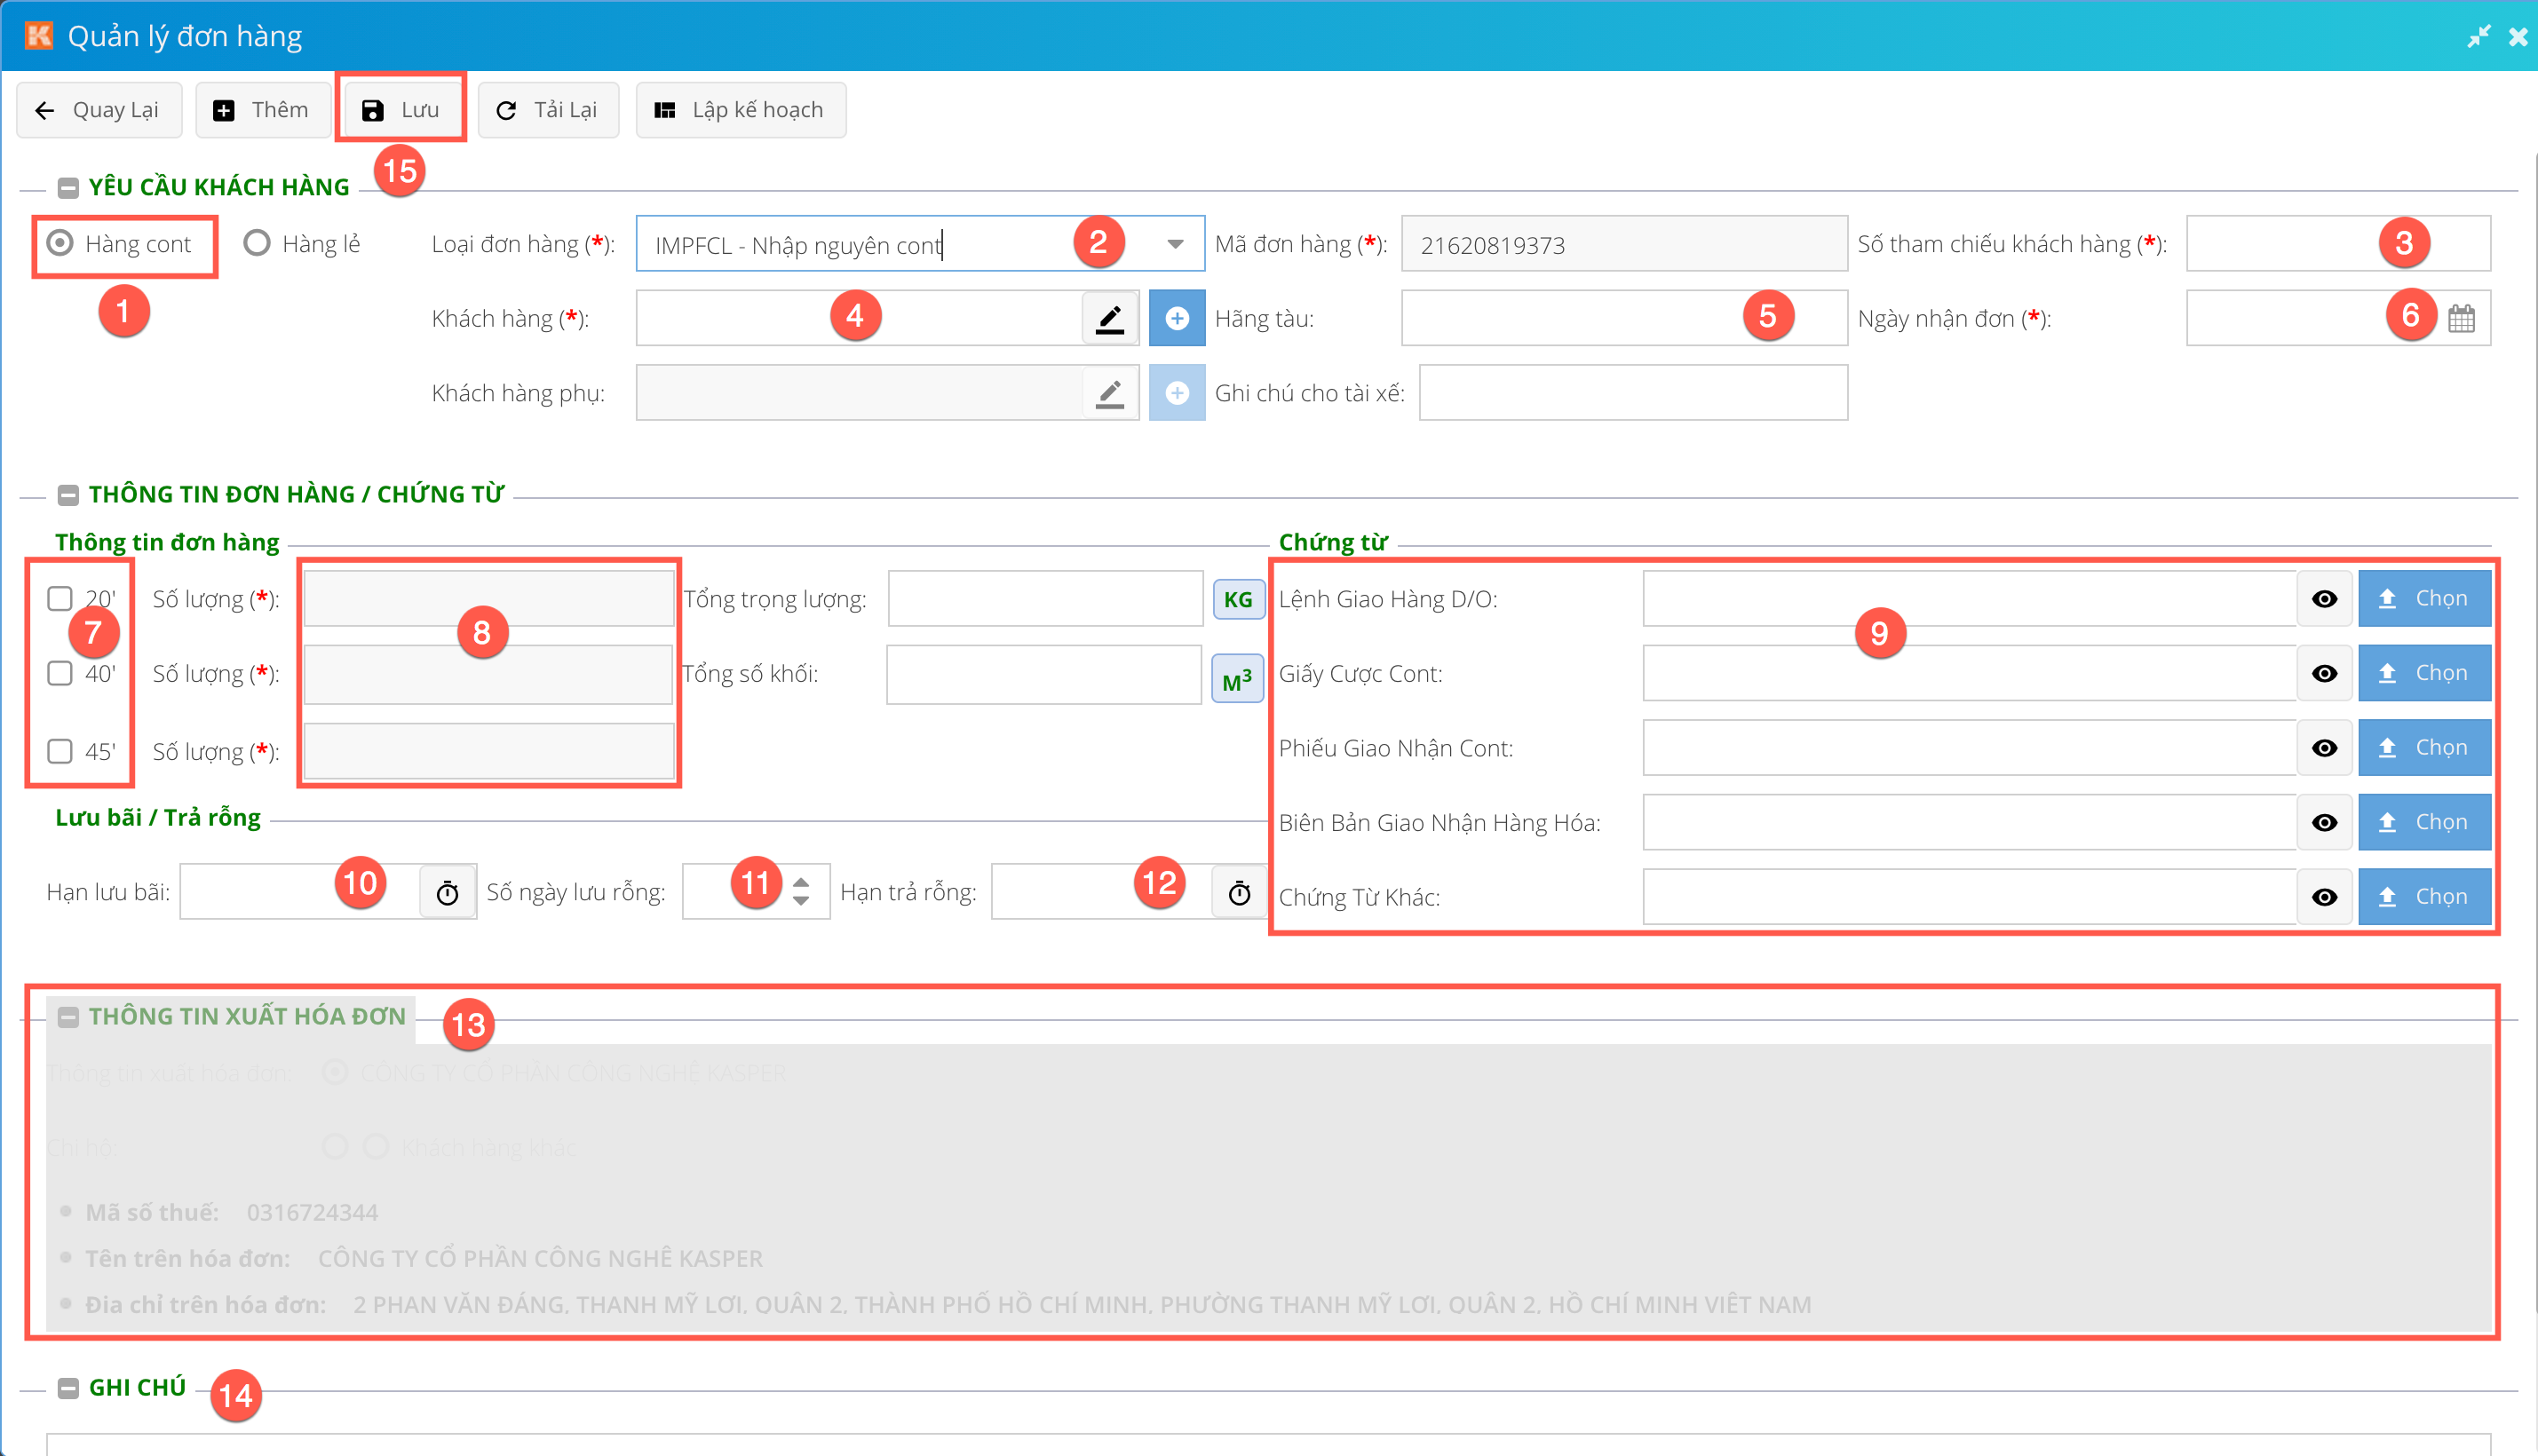 K Quản lý đơn hàng
Quay Lại Thêm Lưu Tải Lại Lập kế hoạch
15
YÊU CẦU KHÁCH HÀNG
Hàng cont Hàng lẻ Loại đơn hàng (*): IMPFCL - Nhập nguyên cont 2 Mã đơn hàng (*): 21620819373 Số tham chiếu khách hàng (*): 3
1 Khách hàng (*): 4 Hãng tàu: 5 Ngày nhận đơn (*): 6
Khách hàng phụ: Ghi chú cho tài xế:
THÔNG TIN ĐƠN HÀNG / CHỨNG TỪ
Thông tin đơn hàng Chứng từ
20' Số lượng (*): Tổng trọng lượng: KG Lệnh Giao Hàng D/O: Chọn
7 8 9
40' Số lượng (*): Tổng số khối: M³ Giấy Cược Cont: Chọn
45' Số lượng (*): Phiếu Giao Nhận Cont: Chọn
Lưu bãi / Trả rỗng Biên Bản Giao Nhận Hàng Hóa: Chọn
Hạn lưu bãi: 10 Số ngày lưu rỗng: 11 Hạn trả rỗng: 12 Chứng Từ Khác: Chọn
THÔNG TIN XUẤT HÓA ĐƠN 13
Thông tin xuất hóa đơn: CÔNG TY CỔ PHẦN CÔNG NGHỆ KASPER
Chi hộ: Khách hàng khác
Mã số thuế: 0316724344
Tên trên hóa đơn: CÔNG TY CỔ PHẦN CÔNG NGHỆ KASPER
Địa chỉ trên hóa đơn: 2 PHAN VĂN ĐÁNG, THẠNH MỸ LỢI, QUẬN 2, THÀNH PHỐ HỒ CHÍ MINH, PHƯỜNG THẠNH MỸ LỢI, QUẬN 2, HỒ CHÍ MINH VIỆT NAM
GHI CHÚ 14